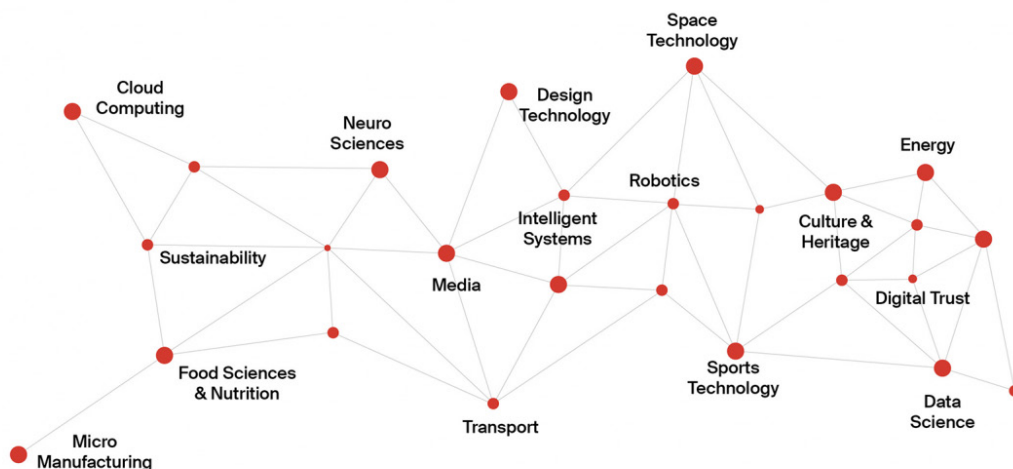 Space
Technology
Cloud
Computing
Design
Technology
Neuro
Sciences
Energy
Robotics
Intelligent
Systems
Culture &
Heritage
Sustainability
Media
Digital Trust
Food Sciences
& Nutrition
Sports
Technology
Data
Science
Transport
Micro
Manufacturing